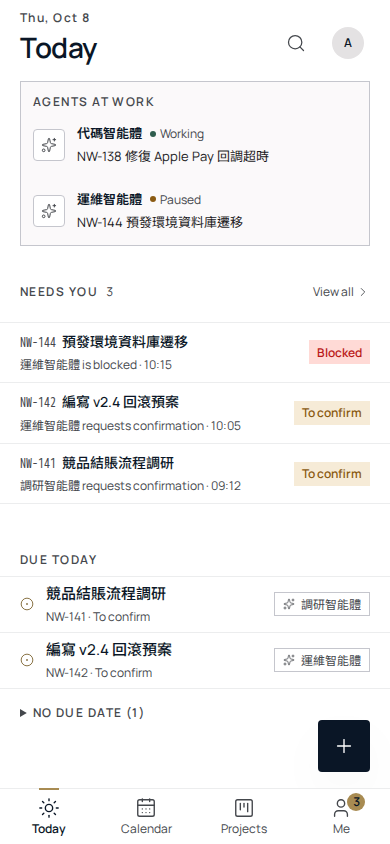 Thu, Oct 8
Today
A
AGENTS AT WORK
代碼智能體 Working
NW-138 修復 Apple Pay 回調超時
運維智能體 Paused
NW-144 預發環境資料庫遷移
NEEDS YOU 3
View all
NW-144 預發環境資料庫遷移
Blocked
運維智能體 is blocked · 10:15
NW-142 編寫 v2.4 回滾預案
To confirm
運維智能體 requests confirmation · 10:05
NW-141 競品結賬流程調研
To confirm
調研智能體 requests confirmation · 09:12
DUE TODAY
競品結賬流程調研
調研智能體
NW-141 · To confirm
編寫 v2.4 回滾預案
運維智能體
NW-142 · To confirm
NO DUE DATE (1)
3
Today
Calendar
Projects
Me